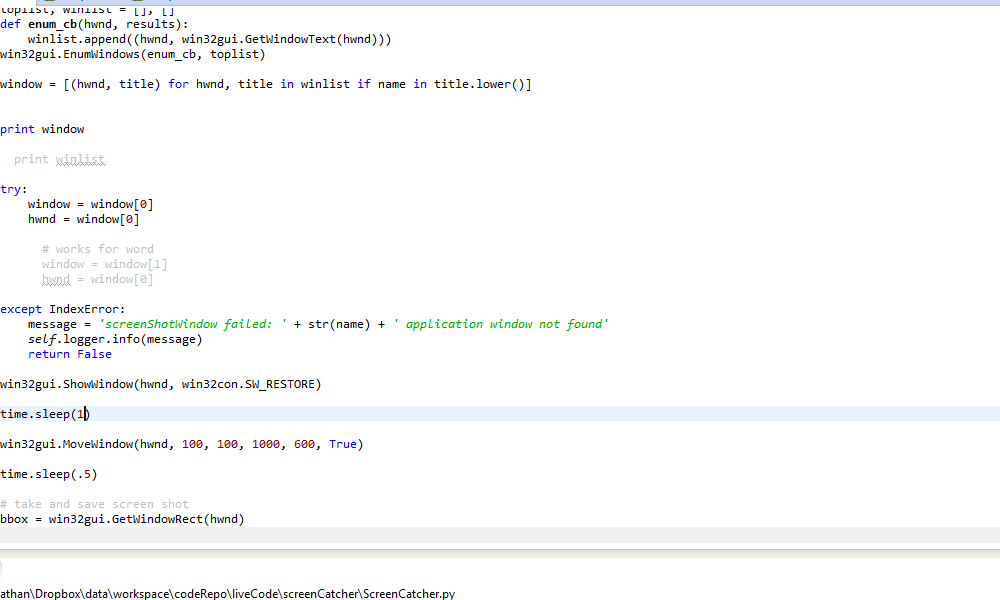 toplist, winlist = [], []
def enum_cb(hwnd, results):
winlist.append((hwnd, win32gui.GetWindowText(hwnd)))
win32gui.EnumWindows(enum_cb, toplist)
window = [(hwnd, title) for hwnd, title in winlist if name in title.lower()]
print window
print winlist
try:
window = window[0]
hwnd = window[0]
# works for word
window = window[1]
hwnd = window[0]
except IndexError:
message = 'screenShotWindow failed: ' + str(name) + ' application window not found'
self.logger.info(message)
return False
win32gui.ShowWindow(hwnd, win32con.SW_RESTORE)
time.sleep(1)
win32gui.MoveWindow(hwnd, 100, 100, 1000, 600, True)
time.sleep(.5)
# take and save screen shot
bbox = win32gui.GetWindowRect(hwnd)
athan\Dropbox\data\workspace\codeRepo\liveCode\screenCatcher\ScreenCatcher.py